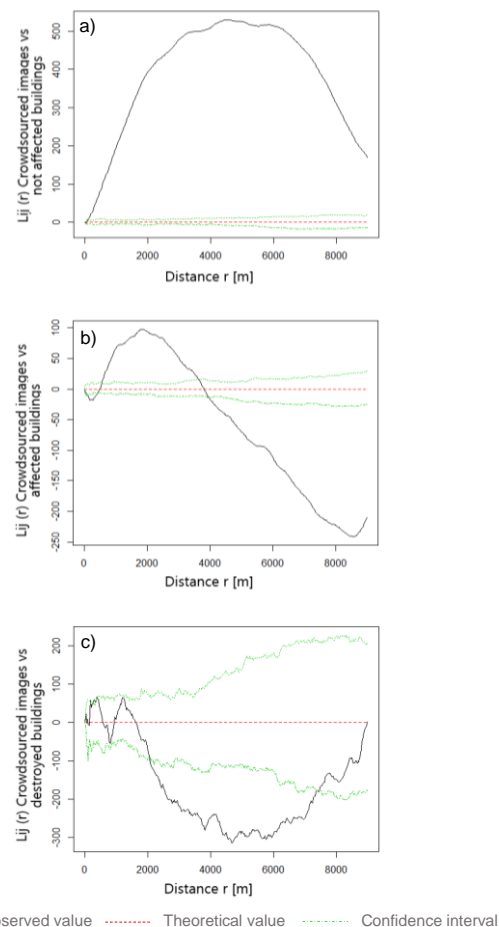 a)
Lij (r) Crowdsourced images vs
not affected buildings
500
400
300
200
100
0
0 2000 4000 6000 8000
Distance r [m]
b)
Lij (r) Crowdsourced images vs
affected buildings
100
50
0
-50
-100
-150
-200
-250
0 2000 4000 6000 8000
Distance r [m]
c)
Lij (r) Crowdsourced images vs
destroyed buildings
200
100
0
-100
-200
-300
0 2000 4000 6000 8000
Distance r [m]
served value Theoretical value Confidence interval